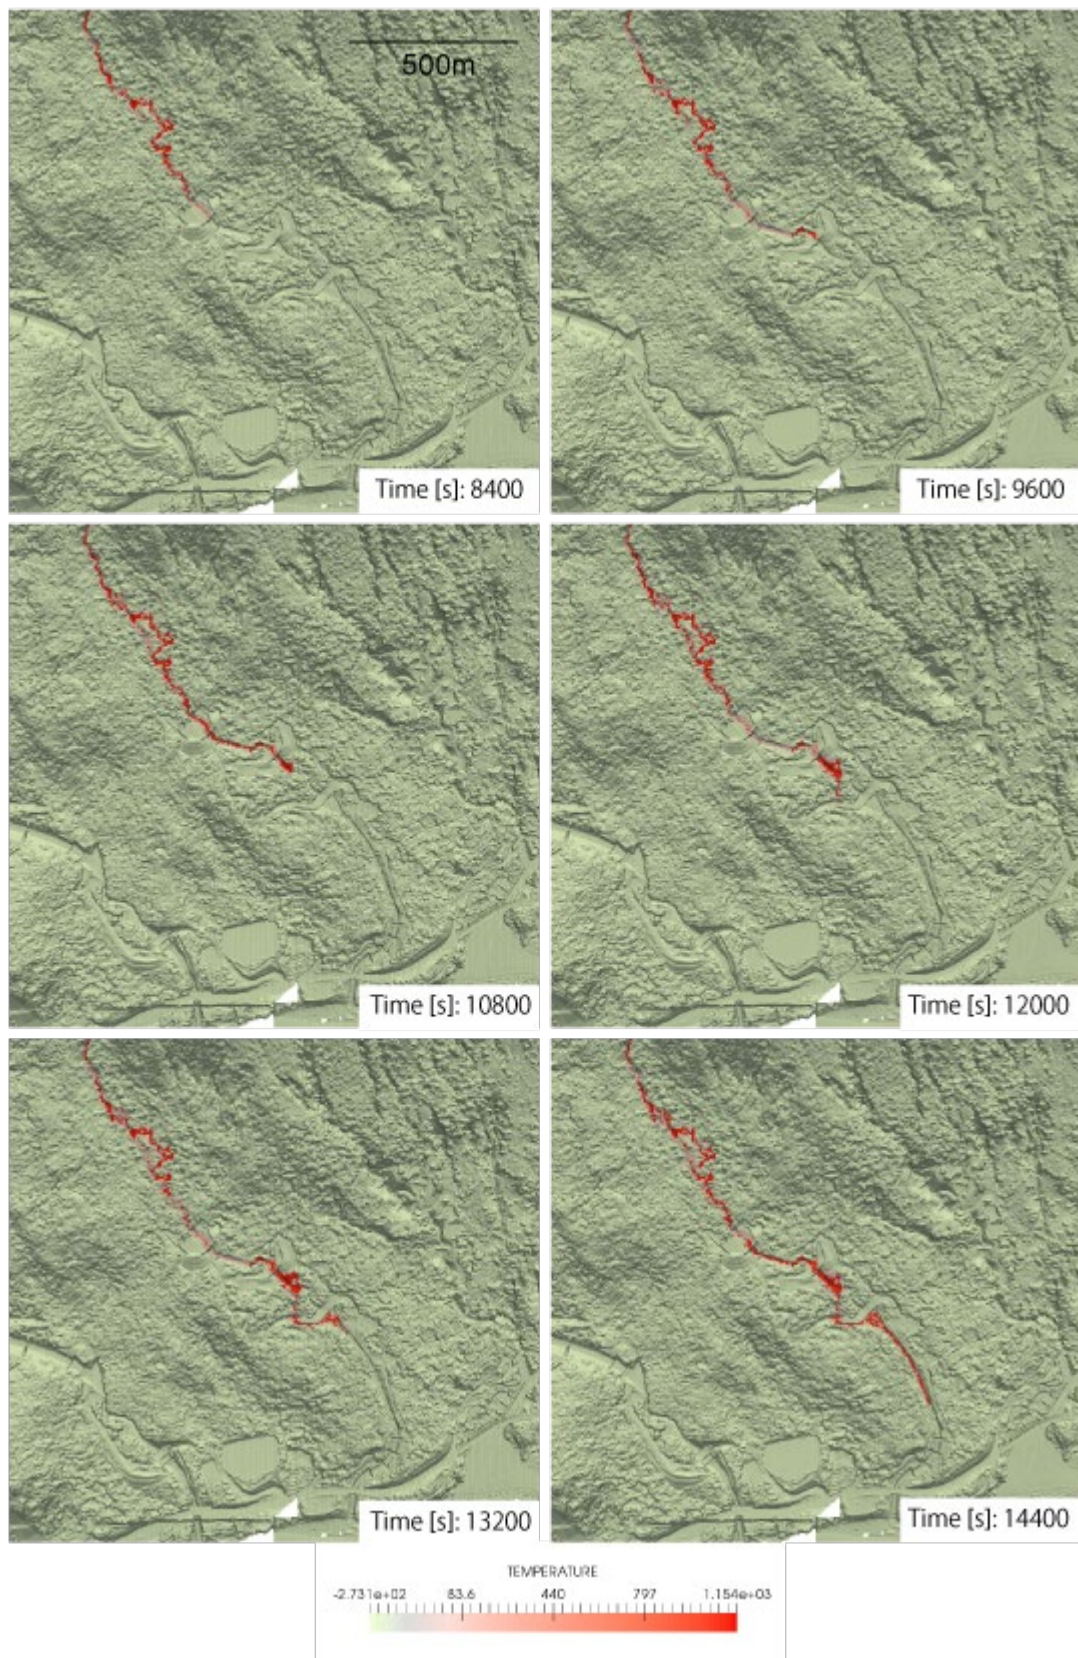 500m
Time [s]: 8400
Time [s]: 9600
Time [s]: 10800
Time [s]: 12000
Time [s]: 13200
Time [s]: 14400
TEMPERATURE
-2.731e+02 83.6 440 797 1.154e+03